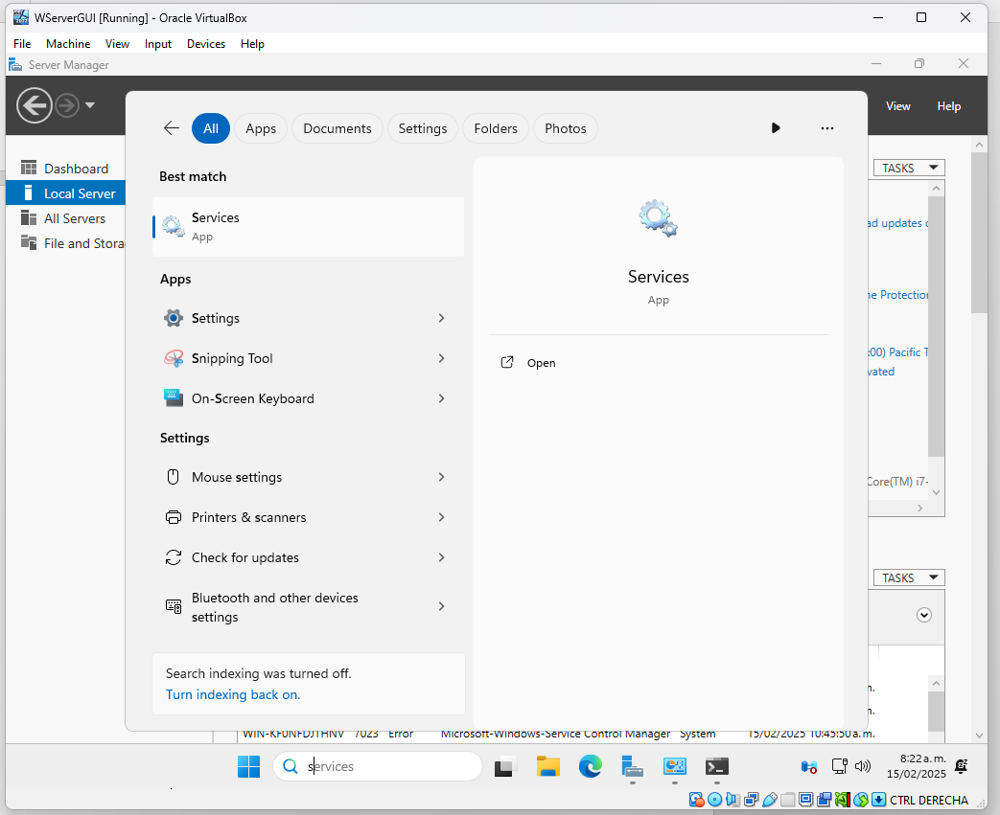 WServerGUI [Running] - Oracle VirtualBox
File Machine View Input Devices Help
Server Manager
View Help
All Apps Documents Settings Folders Photos
Dashboard
Local Server
All Servers
File and Stora
Best match
Services
App
Apps
Settings
Snipping Tool
On-Screen Keyboard
Settings
Mouse settings
Printers & scanners
Check for updates
Bluetooth and other devices
settings
Search indexing was turned off.
Turn indexing back on.
Services
App
Open
TASKS
ad updates
ne Protection
:00) Pacific T
vated
Core(TM) i7-
TASKS
m.
m.
WIN-KF0NFDJTHNV 7023 Error Microsoft-Windows-Service Control Manager System 15/02/2025 10:45:50 a. m.
services
8:22 a. m.
15/02/2025
CTRL DERECHA